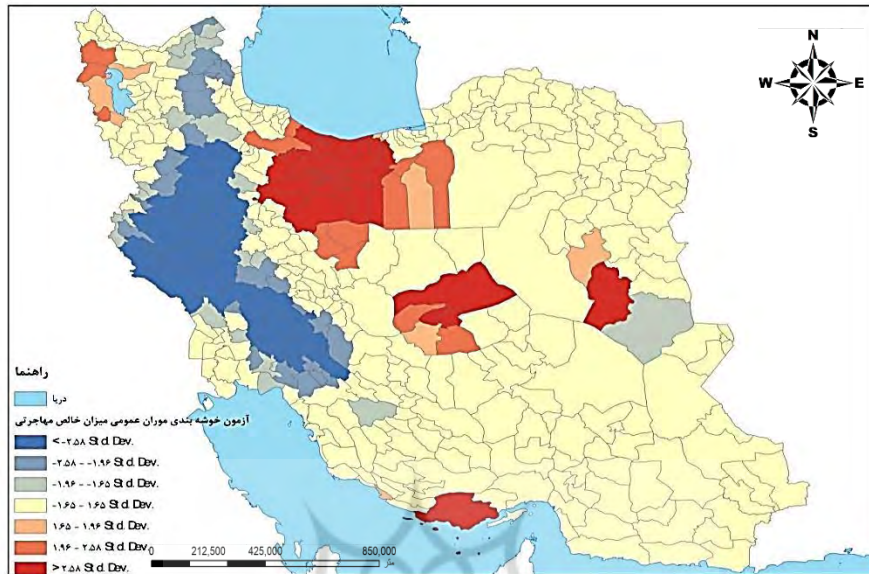 N
W E
S
راهنما
دریا
آزمون خوشه بندی موران عمومی میزان خالص مهاجرتی
< -۲.۵۸ Std. Dev.
-۲.۵۸ - -۱.۹۶ Std. Dev.
-۱.۹۶ - -۱.۶۵ Std. Dev.
-۱.۶۵ - ۱.۶۵ Std. Dev.
۱.۶۵ - ۱.۹۶ Std. Dev.
۱.۹۶ - ۲.۵۸ Std. Dev.
> ۲.۵۸ Std. Dev.
0 212,500 425,000 850,000
متر